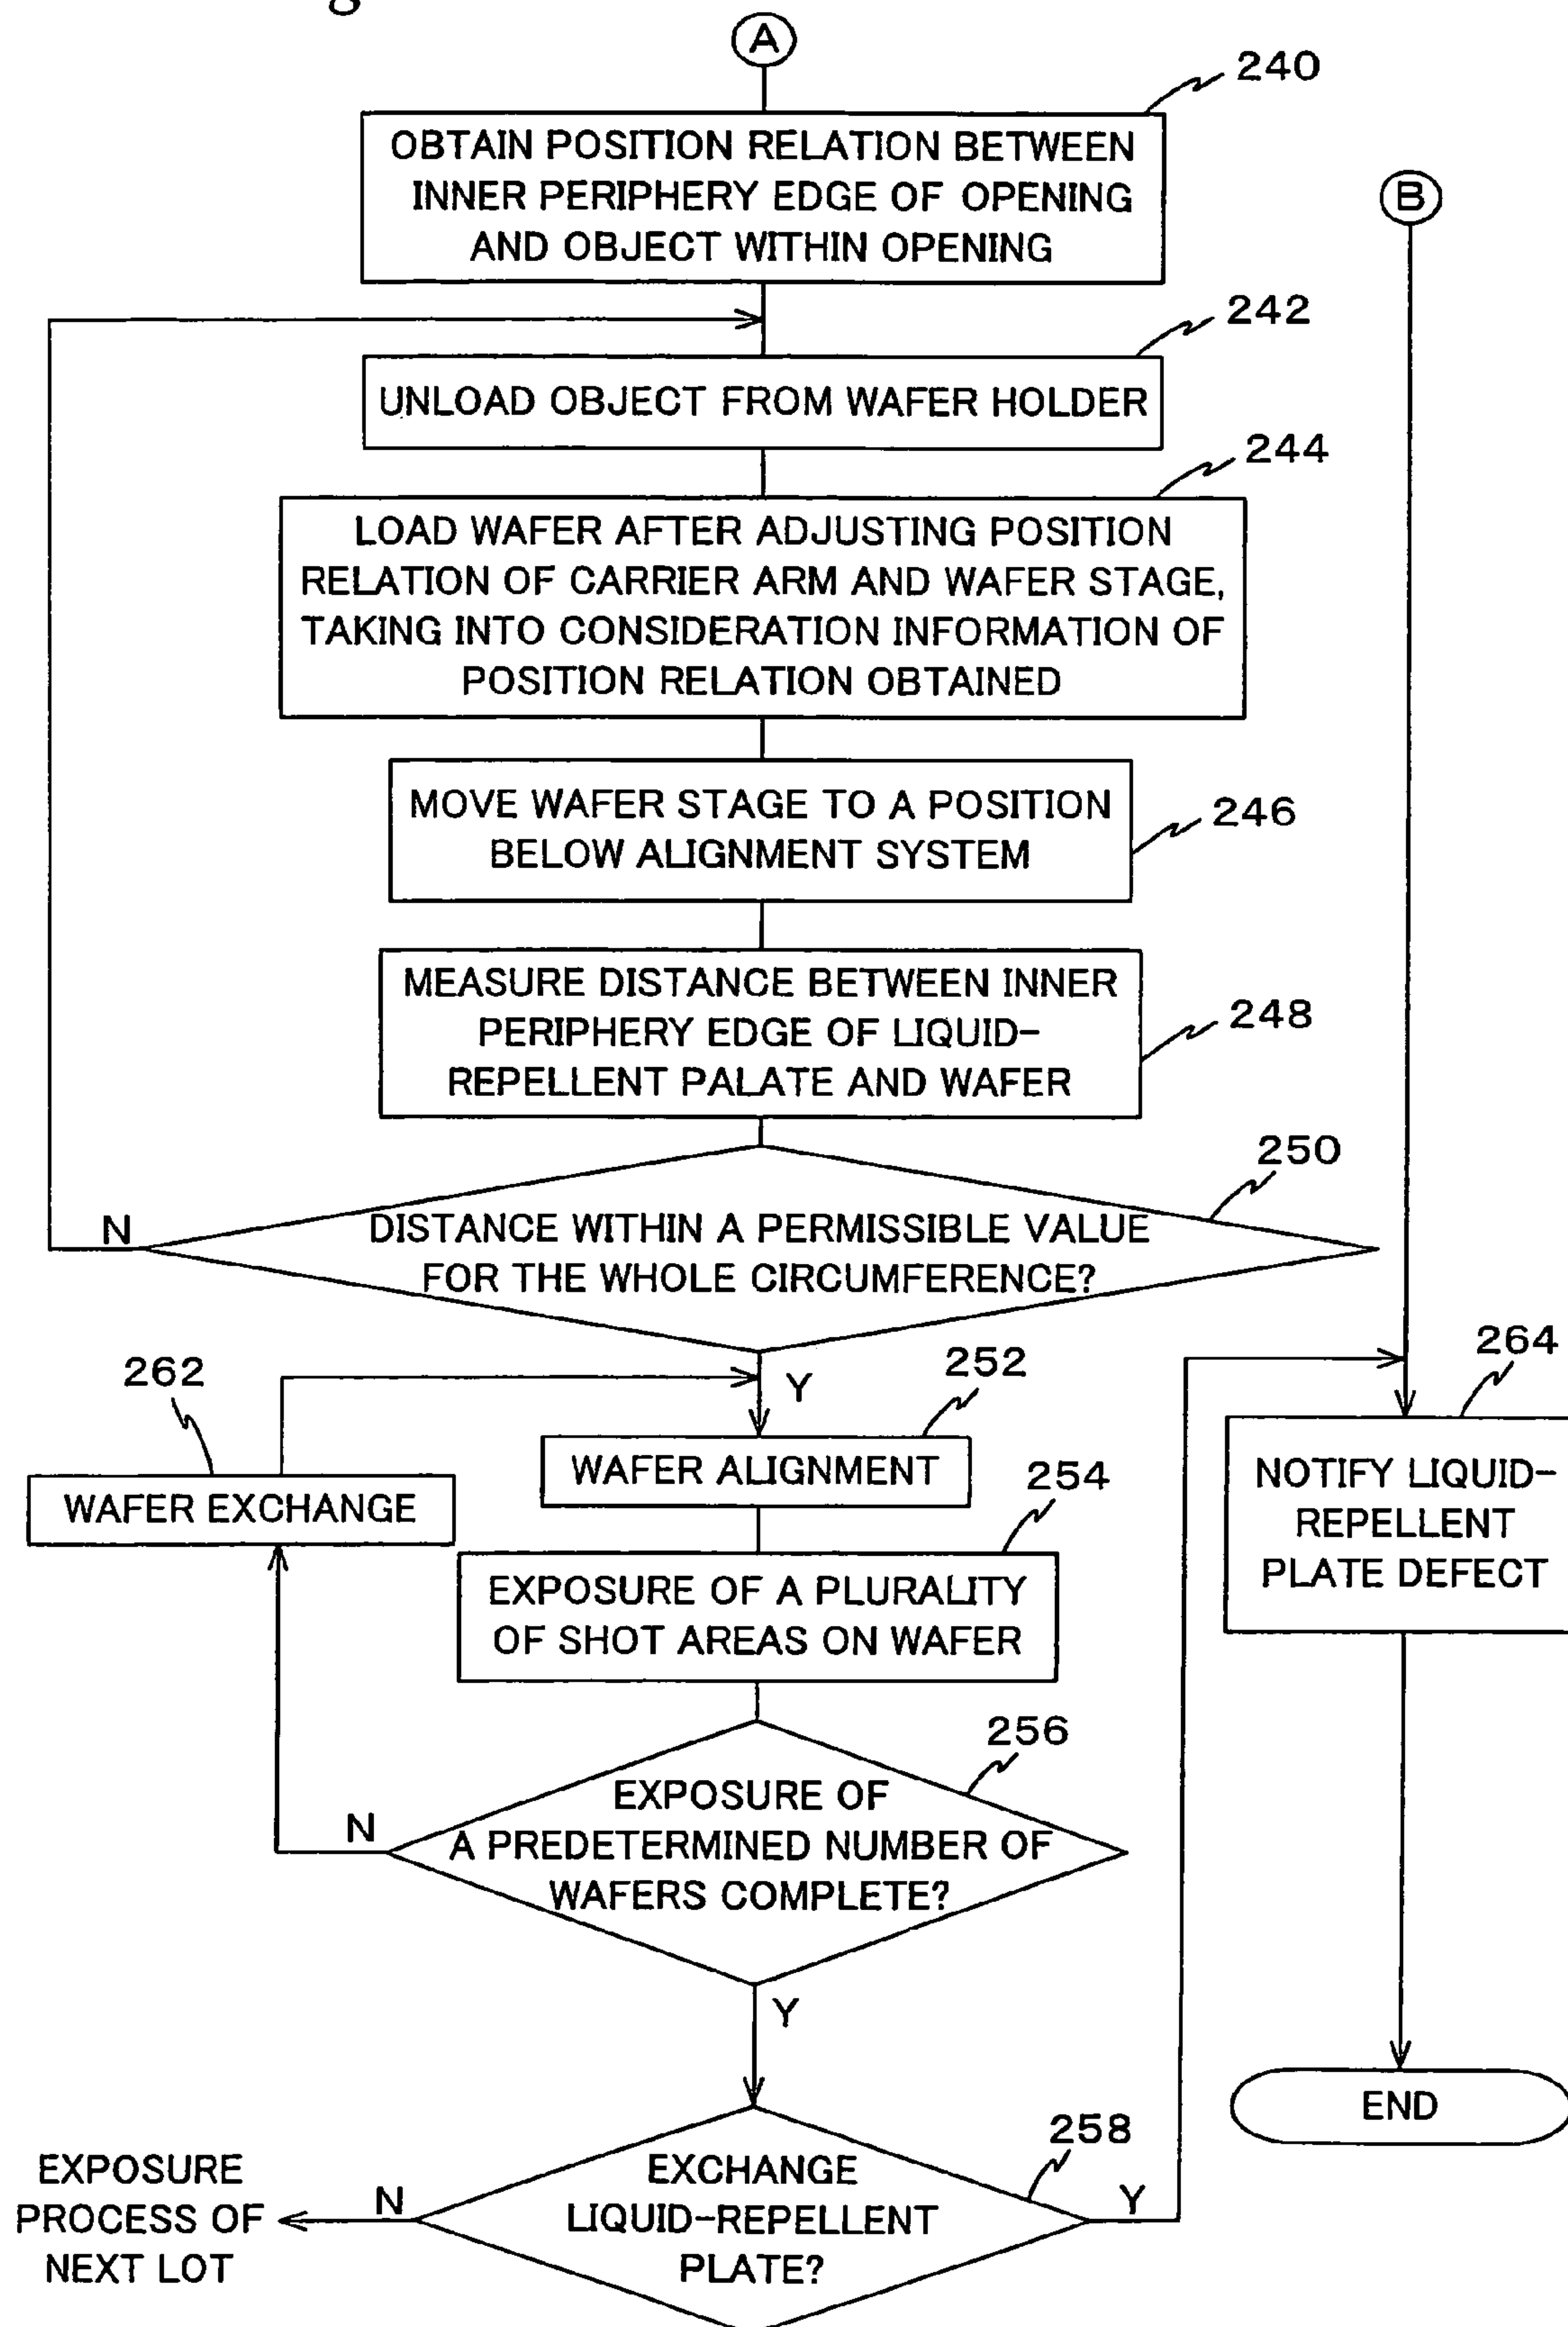 g
A
240
OBTAIN POSITION RELATION BETWEEN
INNER PERIPHERY EDGE OF OPENING
AND OBJECT WITHIN OPENING
B
242
UNLOAD OBJECT FROM WAFER HOLDER
244
LOAD WAFER AFTER ADJUSTING POSITION
RELATION OF CARRIER ARM AND WAFER STAGE,
TAKING INTO CONSIDERATION INFORMATION OF
POSITION RELATION OBTAINED
MOVE WAFER STAGE TO A POSITION
BELOW ALIGNMENT SYSTEM
246
MEASURE DISTANCE BETWEEN INNER
PERIPHERY EDGE OF LIQUID-
REPELLENT PALATE AND WAFER
248
250
N
DISTANCE WITHIN A PERMISSIBLE VALUE
FOR THE WHOLE CIRCUMFERENCE?
Y
262
252
264
WAFER EXCHANGE
WAFER ALIGNMENT
254
NOTIFY LIQUID-
REPELLENT
PLATE DEFECT
EXPOSURE OF A PLURALITY
OF SHOT AREAS ON WAFER
256
N
EXPOSURE OF
A PREDETERMINED NUMBER OF
WAFERS COMPLETE?
Y
END
258
EXPOSURE
PROCESS OF
NEXT LOT
N
EXCHANGE
LIQUID-REPELLENT
PLATE?
Y